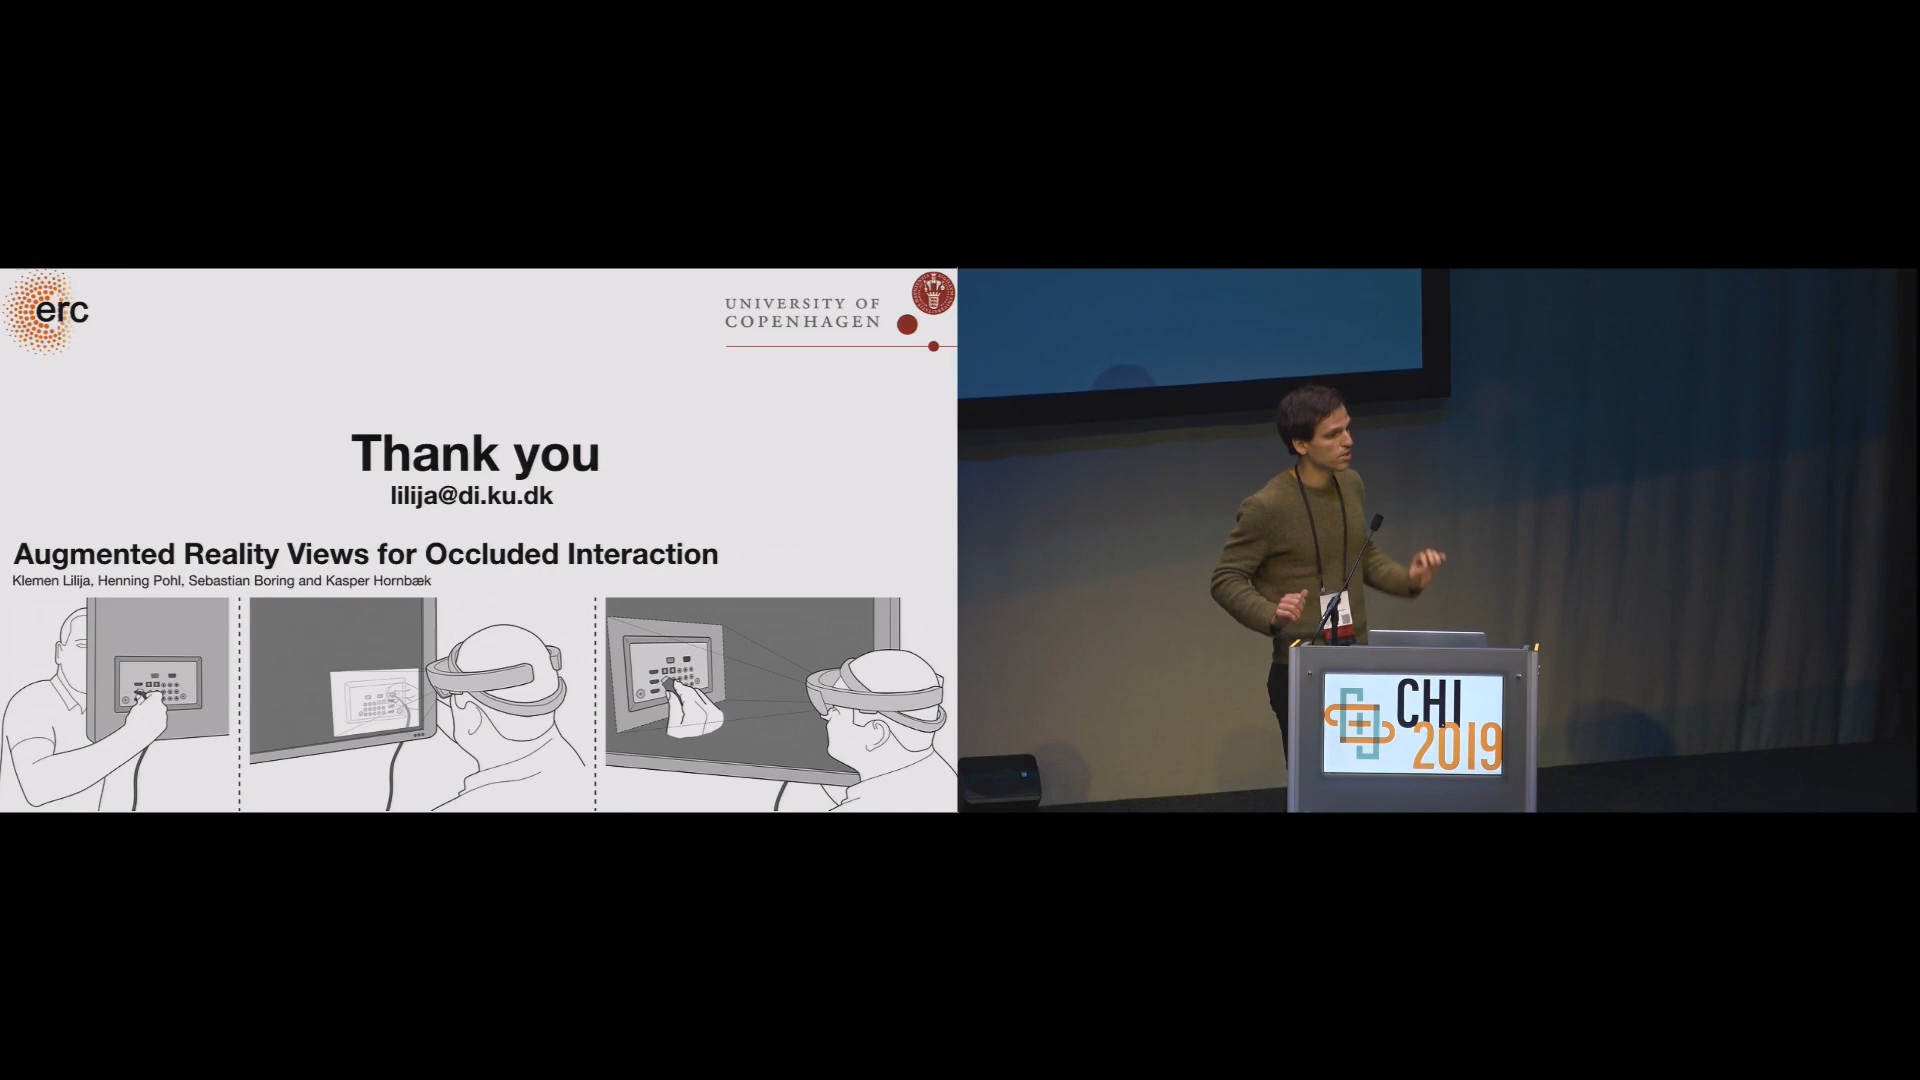 erc
UNIVERSITY OF
COPENHAGEN
Thank you
lilija@di.ku.dk
Augmented Reality Views for Occluded Interaction
Klemen Lilija, Henning Pohl, Sebastian Boring and Kasper Hornbæk
CHI
2019